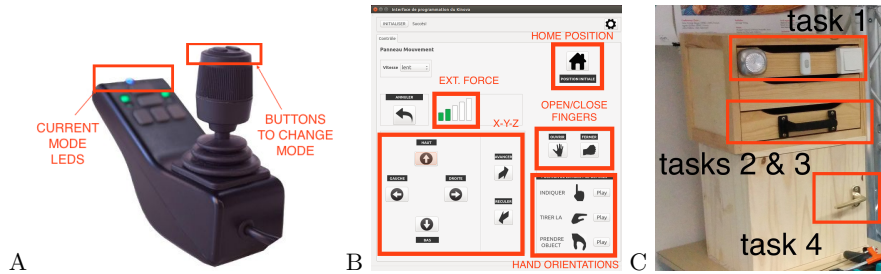 CURRENT
MODE
LEDS
BUTTONS
TO CHANGE
MODE
A
Interface de programmation du Kinova
INITIALISER
Contrôle
Panneau Mouvement
Vitesse
lent
HOME POSITION
POSITION INITIALE
EXT. FORCE
ANNULER
X-Y-Z
OPEN/CLOSE
FINGERS
OUVRIR
FERMER
HAUT
GAUCHE
DROITE
BAS
AVANCER
RECULER
INDIQUER
Play
TIRER LA
Play
PRENDRE
OBJECT
Play
HAND ORIENTATIONS
B
task 1
tasks 2 & 3
task 4
C